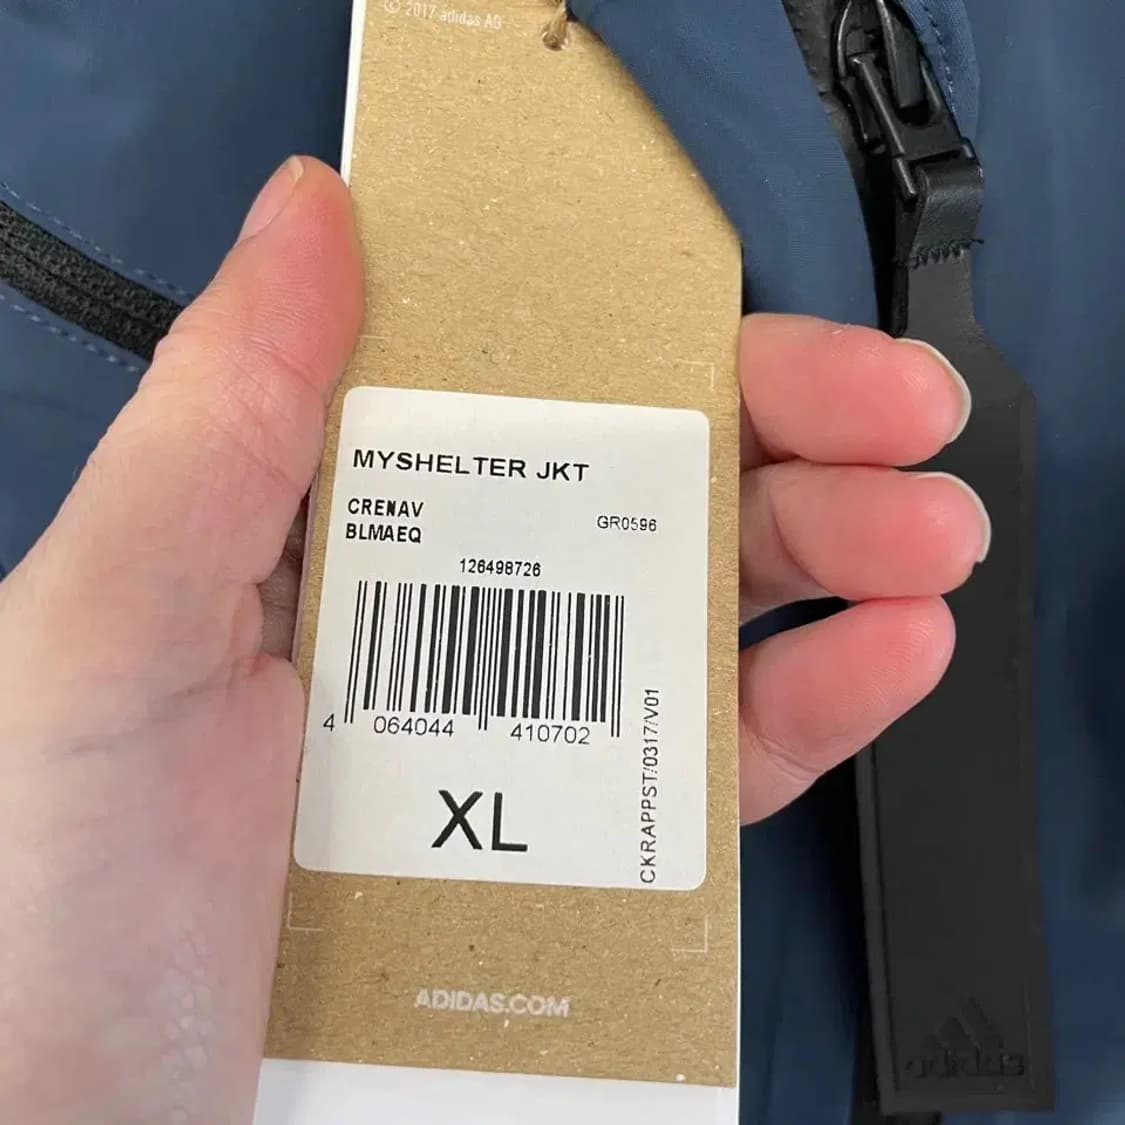 © 2017 adidas AG
MYSHELTER JKT
CRENAV
BLMAEQ
GR0596
126498726
4 064044 410702
XL
CKRAPPST/0317/V01
ADIDAS.COM
adidas